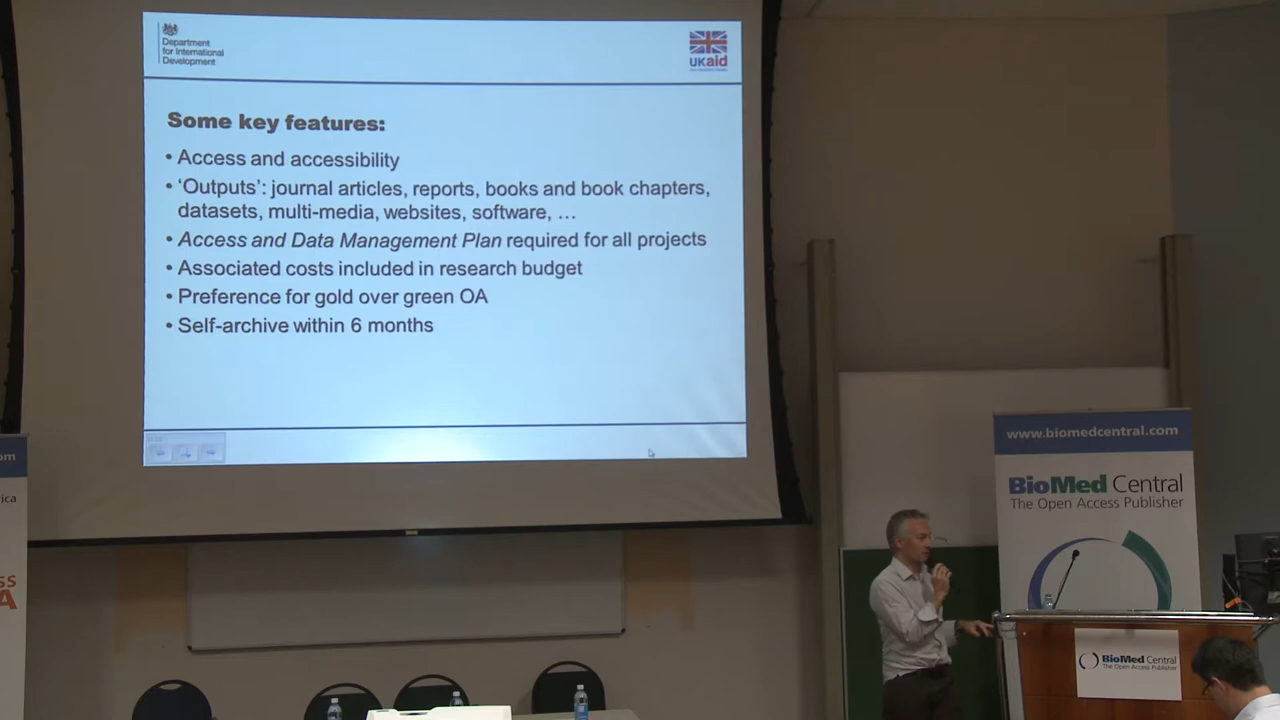 Department
for International
Development
UKaid
Some key features:
• Access and accessibility
• ‘Outputs’: journal articles, reports, books and book chapters,
datasets, multi-media, websites, software, …
• Access and Data Management Plan required for all projects
• Associated costs included in research budget
• Preference for gold over green OA
• Self-archive within 6 months
om
ica
SS
A
www.biomedcentral.com
BioMed Central
The Open Access Publisher
BioMed Central
The Open Access Publisher